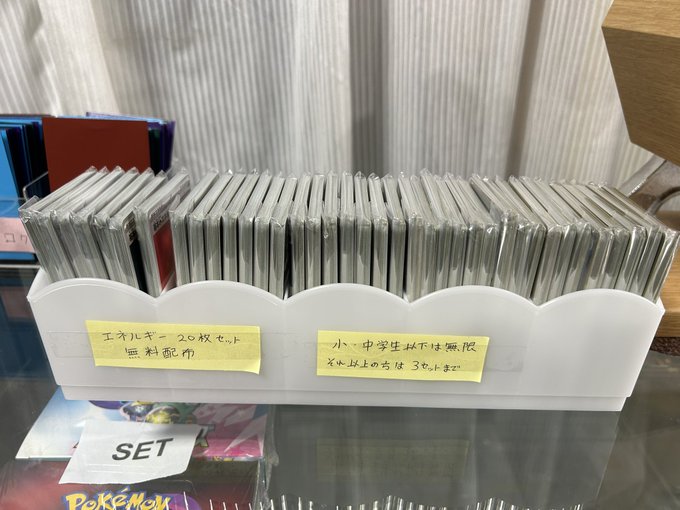 エネルギー 20枚セット
無料配布
小・中学生以下は無限
それ以上の方は 3セットまで
SET
POKÉMON